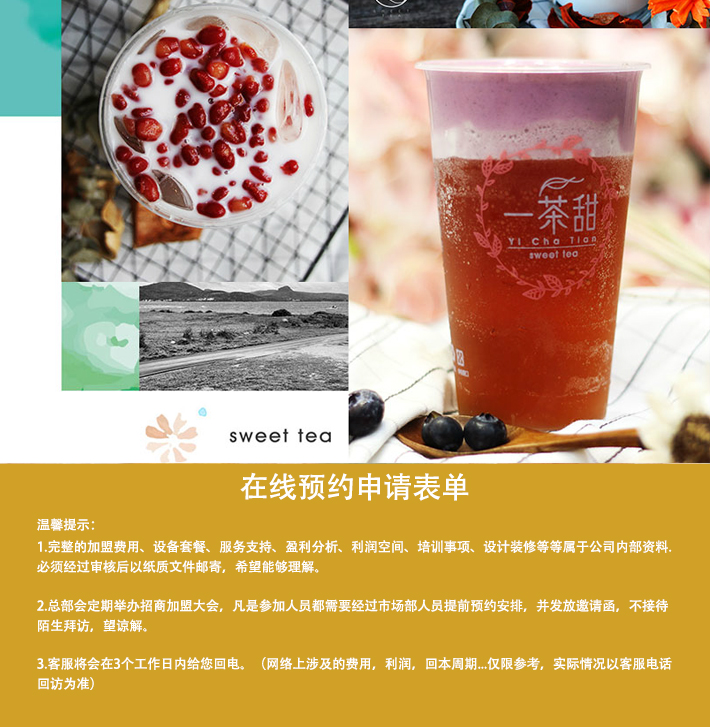 一茶甜
Yi Cha Tian
sweet tea
sweet tea
在线预约申请表单
温馨提示：
1.完整的加盟费用、设备套餐、服务支持、盈利分析、利润空间、培训事项、设计装修等等属于公司内部资料.
必须经过审核后以纸质文件邮寄，希望能够理解。
2.总部会定期举办招商加盟大会，凡是参加人员都需要经过市场部人员提前预约安排，并发放邀请函，不接待
陌生拜访，望谅解。
3.客服将会在3个工作日内给您回电。（网络上涉及的费用，利润，回本周期...仅限参考，实际情况以客服电话
回访为准）